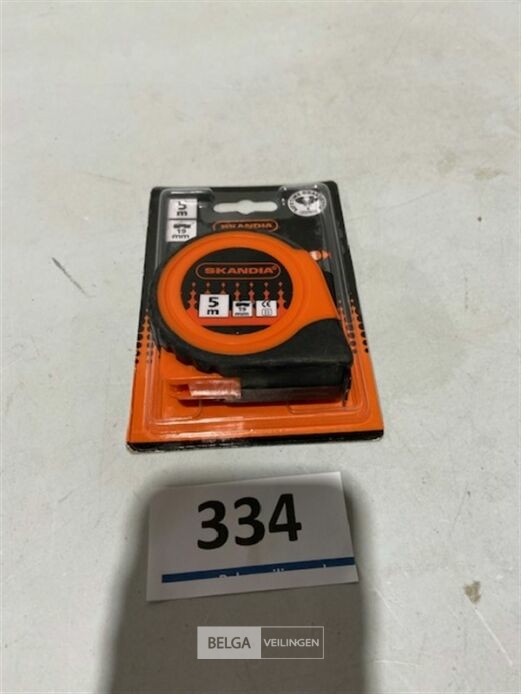 5
m
19
mm
SKANDIA
SKANDIA®
5
m
19
mm
CE
334
BELGA VEILINGEN